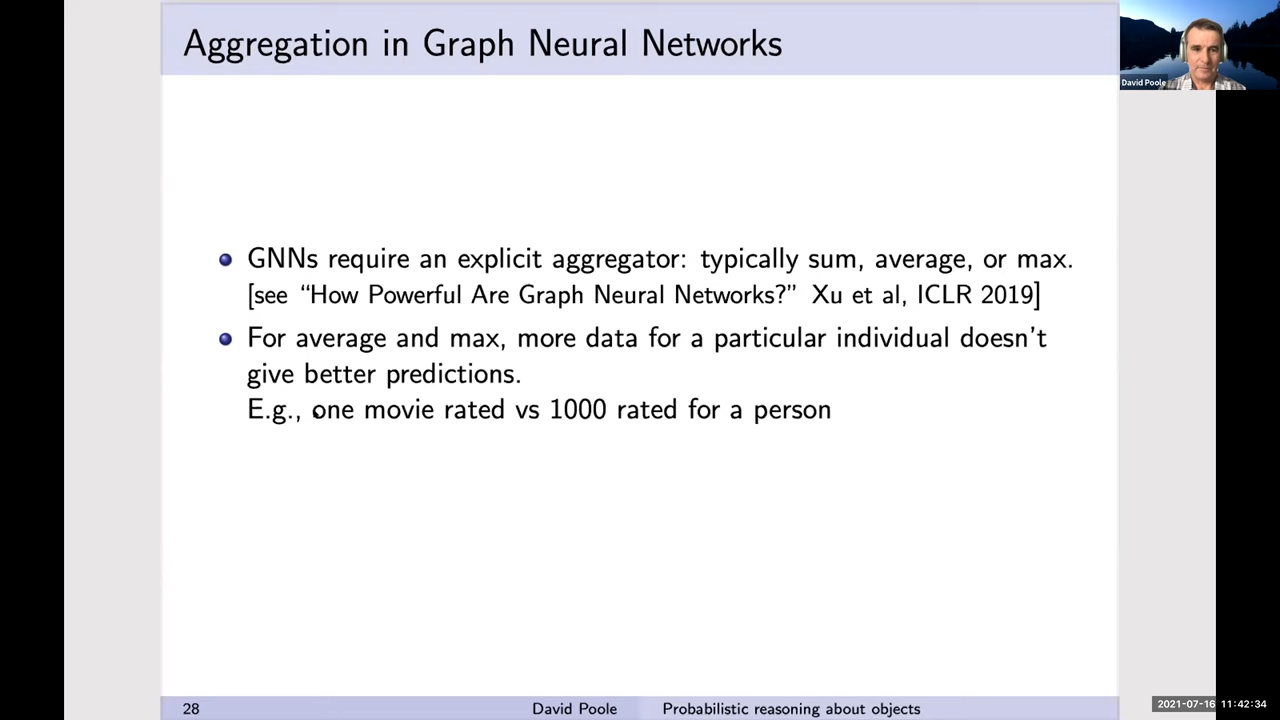 Aggregation in Graph Neural Networks
David Poole
GNNs require an explicit aggregator: typically sum, average, or max.
[see “How Powerful Are Graph Neural Networks?” Xu et al, ICLR 2019]
For average and max, more data for a particular individual doesn't
give better predictions.
E.g., one movie rated vs 1000 rated for a person
28 David Poole Probabilistic reasoning about objects
2021-07-16 11:42:34